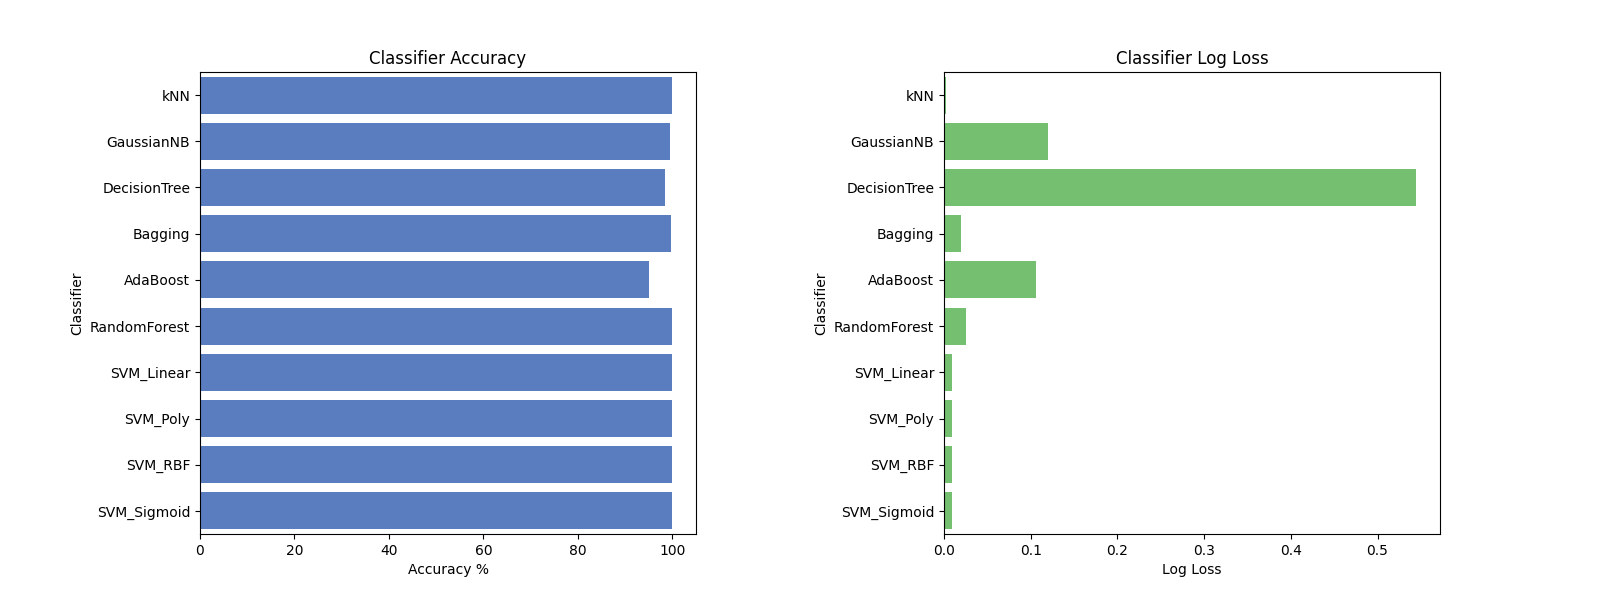 Classifier Accuracy
Classifier
kNN
GaussianNB
DecisionTree
Bagging
AdaBoost
RandomForest
SVM_Linear
SVM_Poly
SVM_RBF
SVM_Sigmoid
0 20 40 60 80 100
Accuracy %
Classifier Log Loss
Classifier
kNN
GaussianNB
DecisionTree
Bagging
AdaBoost
RandomForest
SVM_Linear
SVM_Poly
SVM_RBF
SVM_Sigmoid
0.0 0.1 0.2 0.3 0.4 0.5
Log Loss